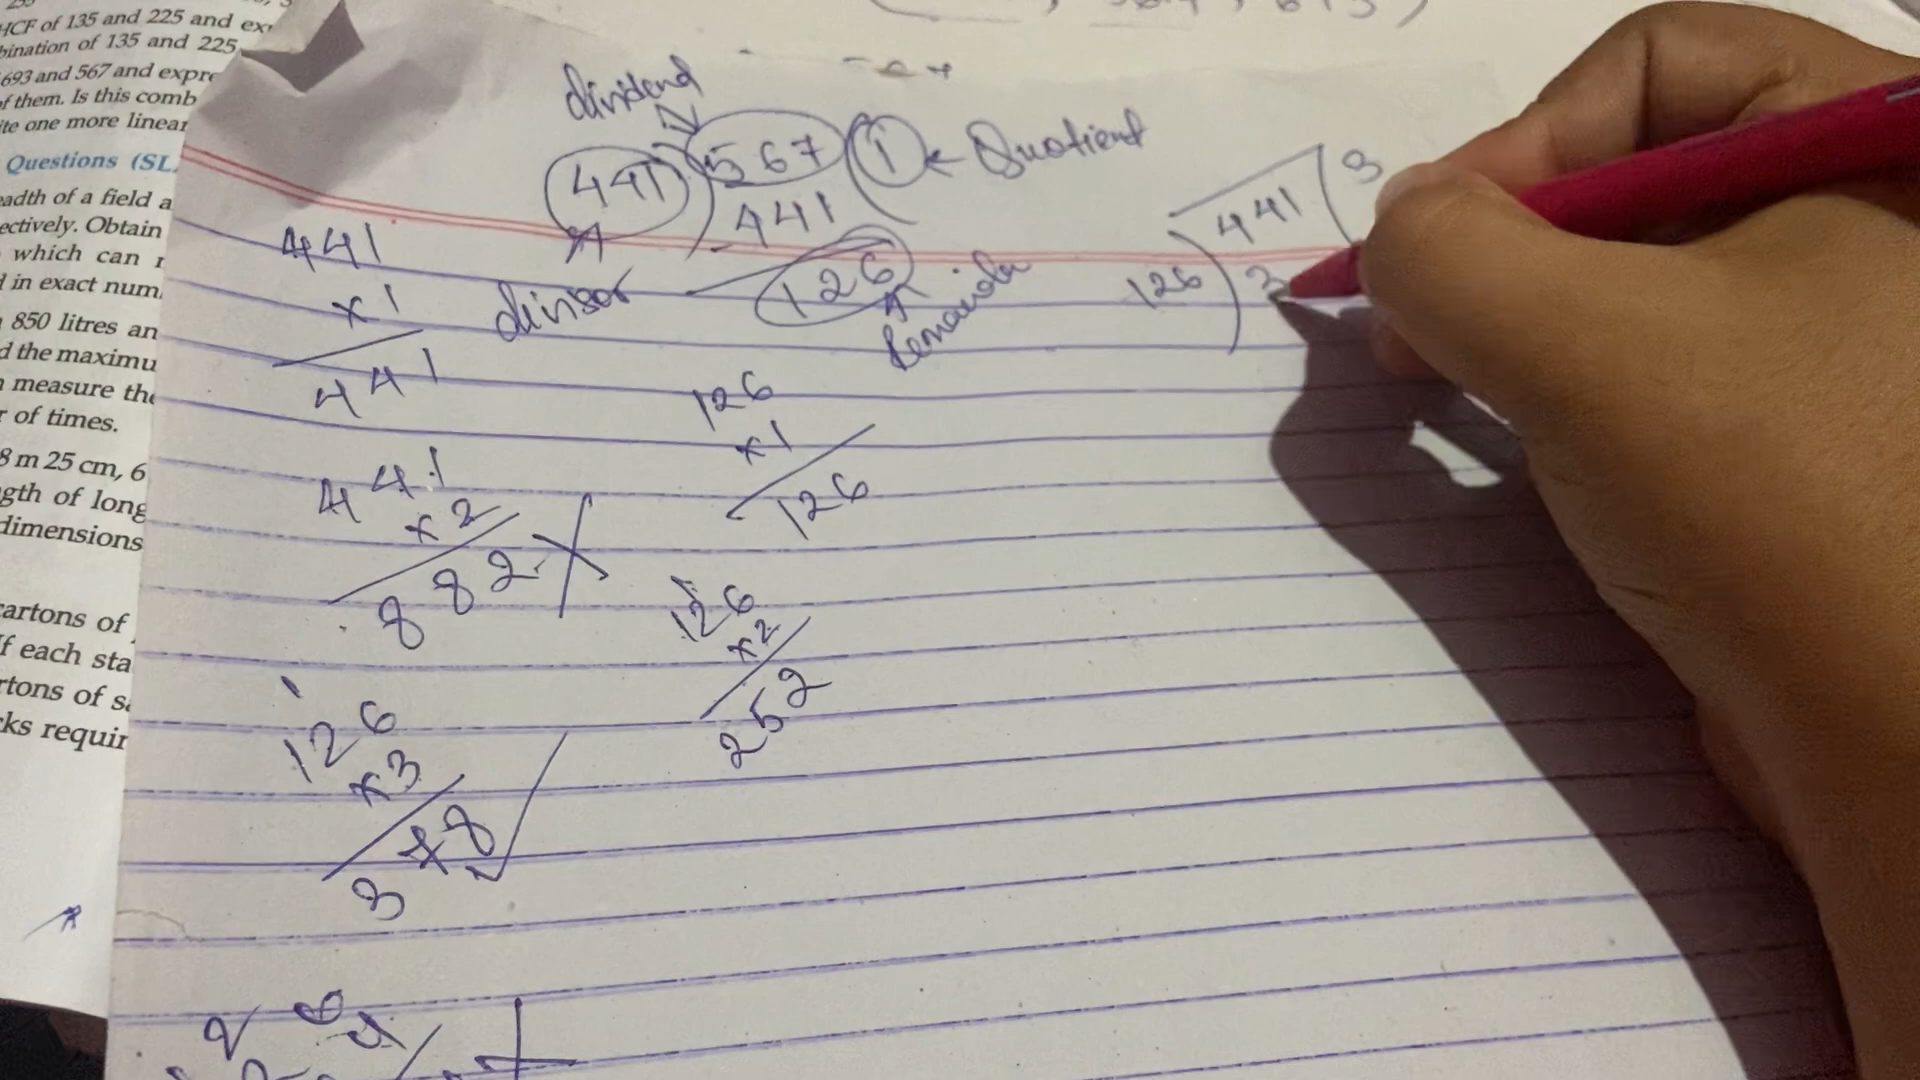 HCF of 135 and 225 and
bination of 135 and 225
693 and 567 and expre
of them. Is this comb
ite one more linear
Questions (SL
eadth of a field a
ectively. Obtain
which can
in exact num
850 litres an
d the maximu
measure the
of times.
8 m 25 cm, 6
gth of long
dimensions
cartons of
f each sta
rtons of s
ks requir
dividend
441) 567 (1 ← Quotient
- 441
126
divisor
Remainder
441
x 1
441
441
x 2
882 X
126
x 3
378 ✓
126
x 1
126
126
x 2
252
126) 441 (3
3